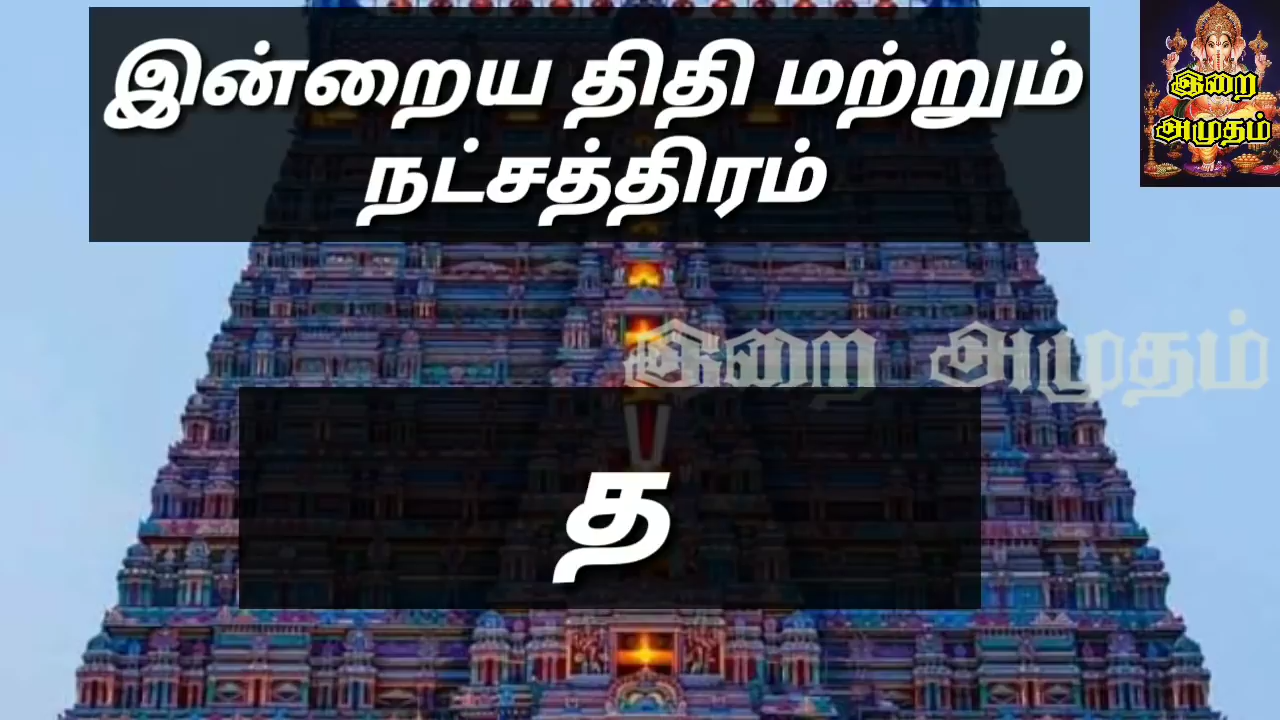 இன்றைய திதி மற்றும்
நட்சத்திரம்
இறை
அமுதம்
இறை அமுதம்
த